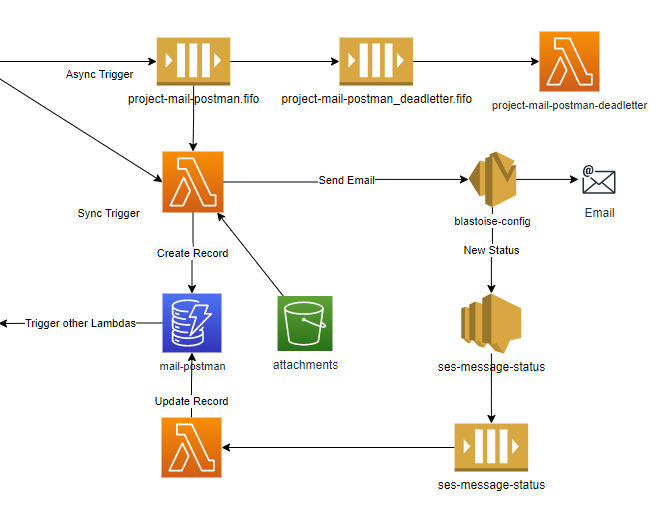 Async Trigger
project-mail-postman.fifo
project-mail-postman_deadletter.fifo
project-mail-postman-deadletter
Send Email
Sync Trigger
blastoise-config
@
Email
Create Record
New Status
Trigger other Lambdas
mail-postman
attachments
ses-message-status
Update Record
ses-message-status